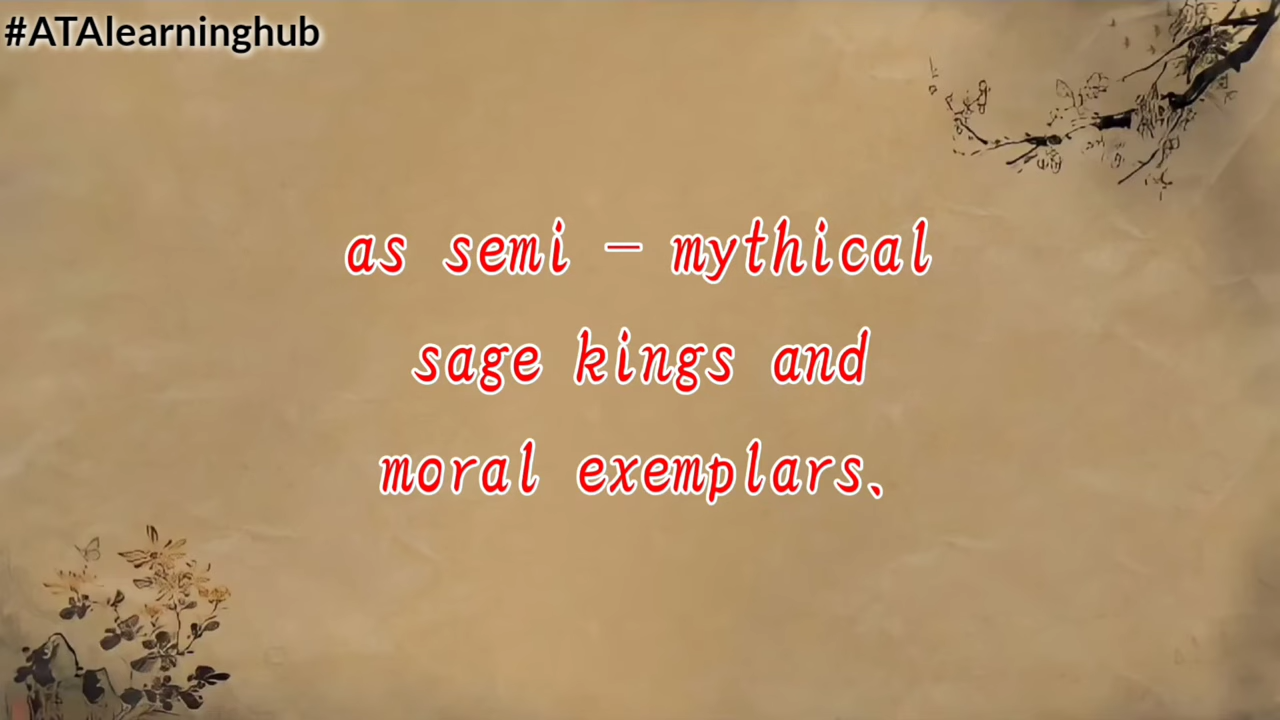 #ATAlearninghub
as semi – mythical
sage kings and
moral exemplars、